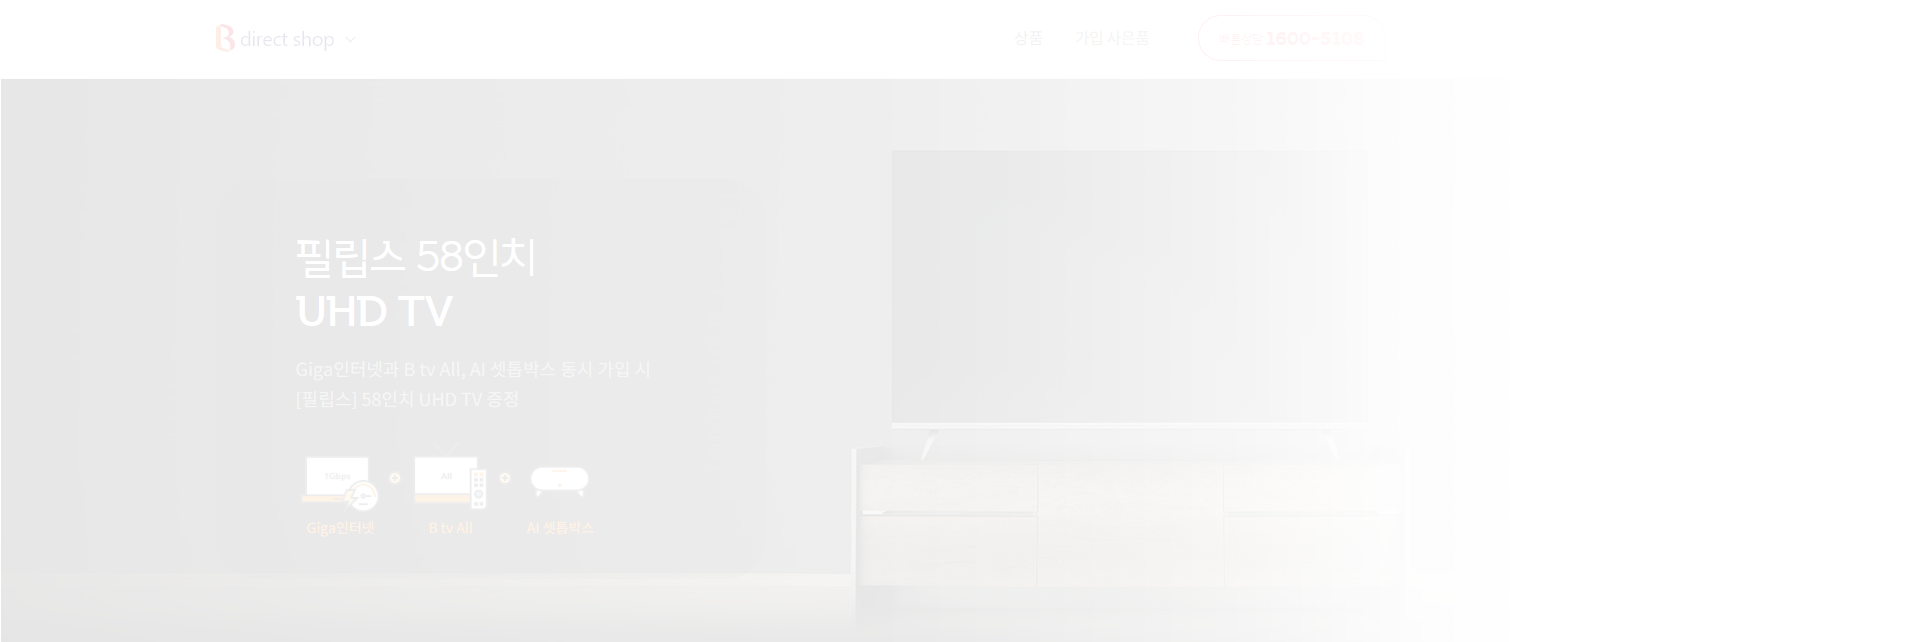 B direct shop
상품
가입 사은품
빠른상담 1600-5108
필립스 58인치
UHD TV
Giga인터넷과 B tv All, AI 셋톱박스 동시 가입 시
[필립스] 58인치 UHD TV 증정
1Gbps
All
Giga인터넷
B tv All
AI 셋톱박스